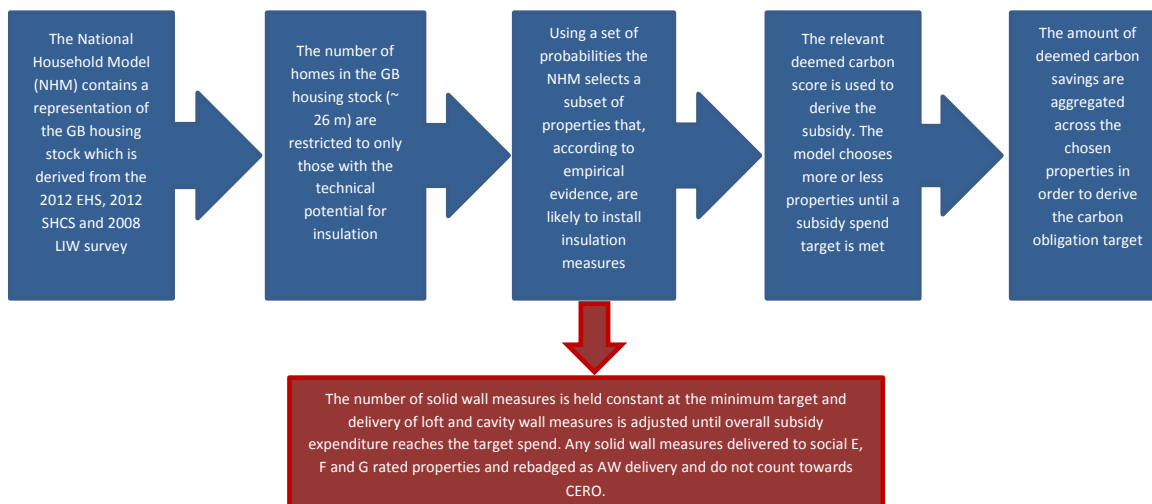 The National
Household Model
(NHM) contains a
representation of
the GB housing
stock which is
derived from the
2012 EHS, 2012
SHCS and 2008
LIW survey
The number of
homes in the GB
housing stock (~
26 m) are
restricted to only
those with the
technical
potential for
insulation
Using a set of
probabilities the
NHM selects a
subset of
properties that,
according to
empirical
evidence, are
likely to install
insulation
measures
The relevant
deemed carbon
score is used to
derive the
subsidy. The
model chooses
more or less
properties until a
subsidy spend
target is met
The amount of
deemed carbon
savings are
aggregated
across the
chosen
properties in
order to derive
the carbon
obligation target
The number of solid wall measures is held constant at the minimum target and
delivery of loft and cavity wall measures is adjusted until overall subsidy
expenditure reaches the target spend. Any solid wall measures delivered to social E,
F and G rated properties and rebadged as AW delivery and do not count towards
CERO.